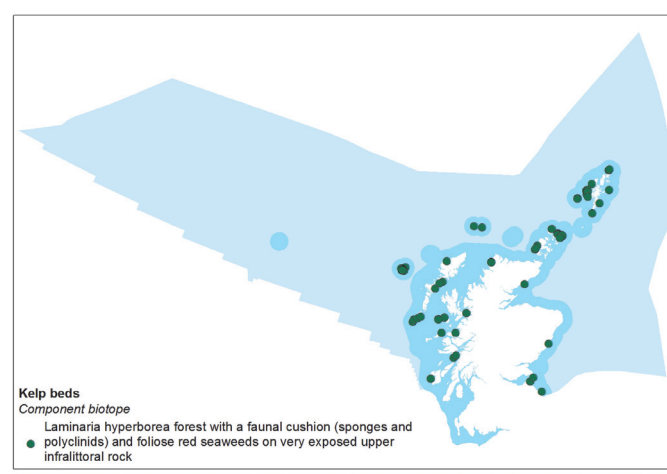 Kelp beds
Component biotope
Laminaria hyperborea forest with a faunal cushion (sponges and
polyclinids) and foliose red seaweeds on very exposed upper
infralittoral rock